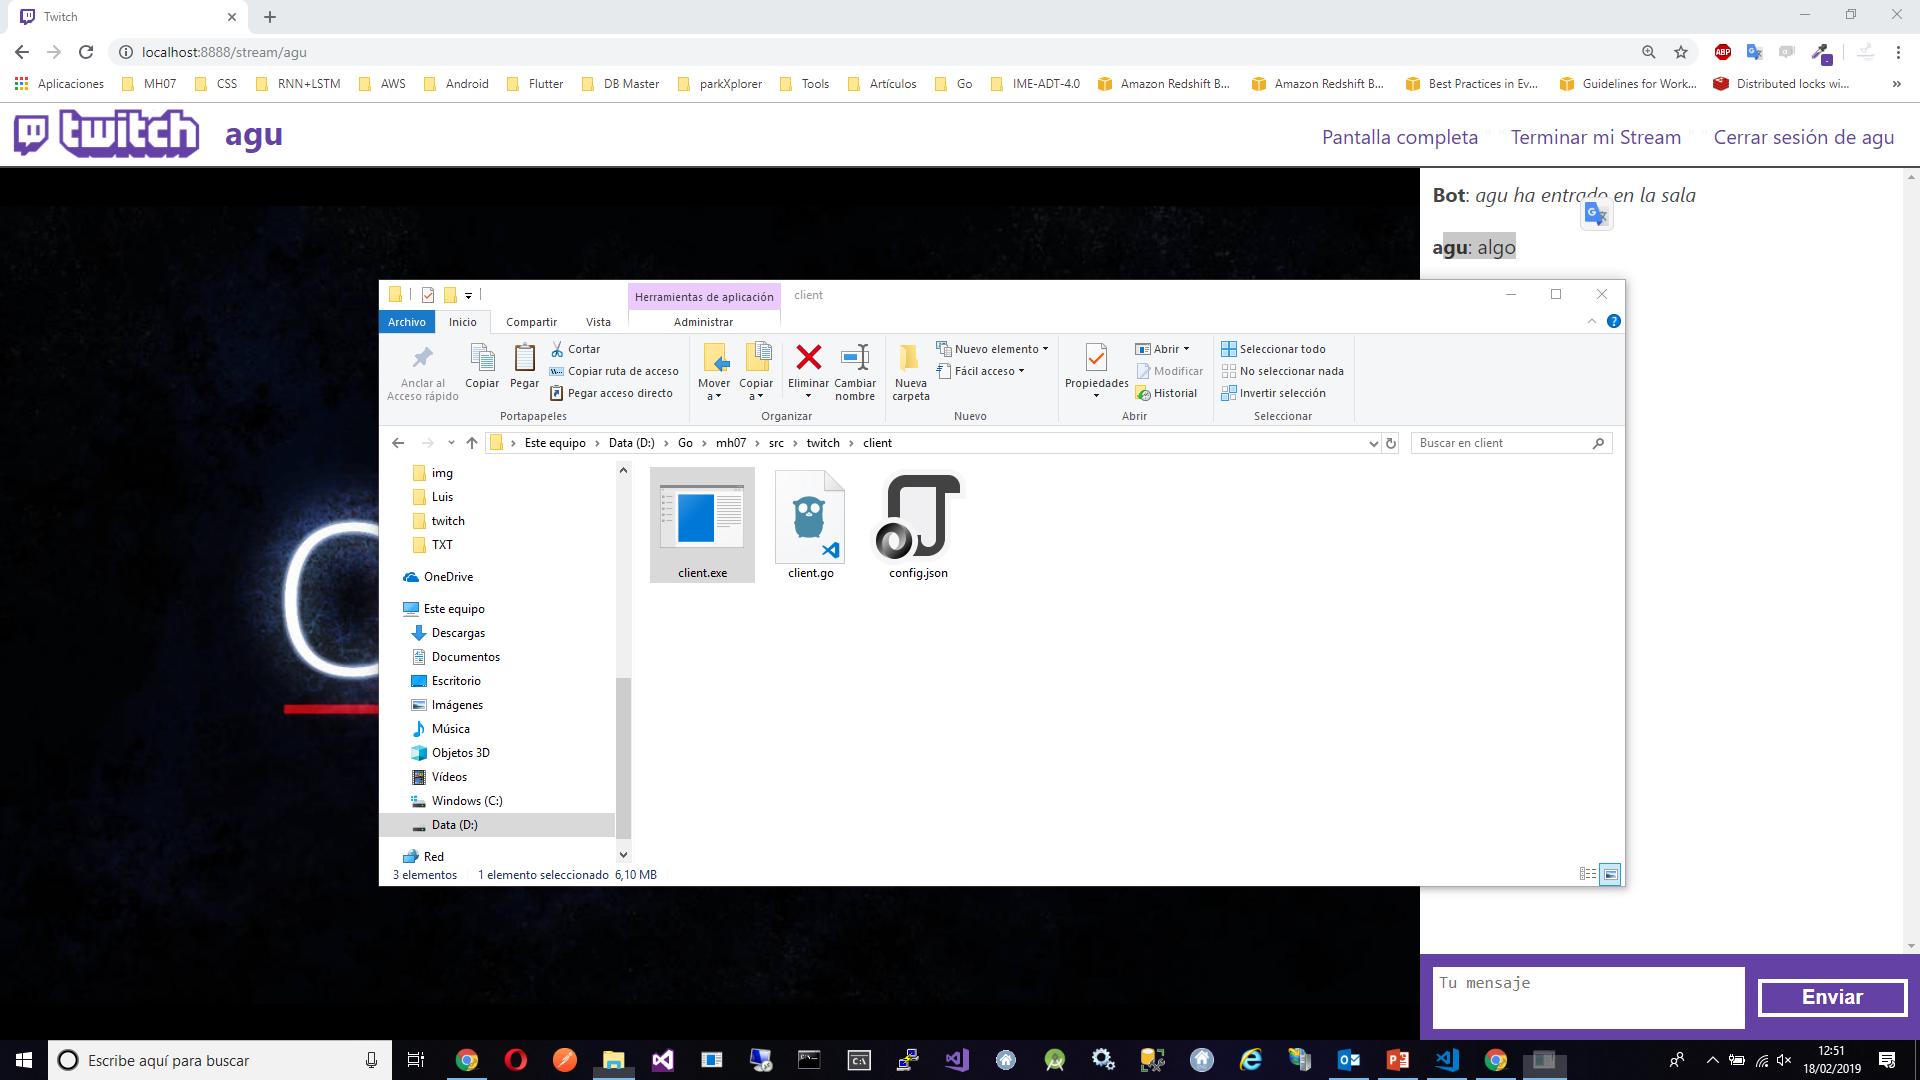 Twitch
localhost:8888/stream/agu
ABP
Aplicaciones MH07 CSS RNN+LSTM AWS Android Flutter DB Master parkXplorer Tools Artículos Go IME-ADT-4.0 Amazon Redshift B... Amazon Redshift B... Best Practices in Ev... Guidelines for Work... Distributed locks wi... »
twitch agu Pantalla completa Terminar mi Stream Cerrar sesión de agu
Bot: agu ha entrado en la sala
agu: algo
Herramientas de aplicación client
Archivo Inicio Compartir Vista Administrar
Anclar al
Acceso rápido
Copiar
Pegar
Cortar
Copiar ruta de acceso
Pegar acceso directo
Portapapeles
Mover
a
Copiar
a
Eliminar
Cambiar
nombre
Organizar
Nueva
carpeta
Nuevo elemento
Fácil acceso
Nuevo
Propiedades
Abrir
Modificar
Historial
Abrir
Seleccionar todo
No seleccionar nada
Invertir selección
Seleccionar
Este equipo > Data (D:) > Go > mh07 > src > twitch > client
Buscar en client
img
Luis
twitch
TXT
OneDrive
Este equipo
Descargas
Documentos
Escritorio
Imágenes
Música
Objetos 3D
Vídeos
Windows (C:)
Data (D:)
Red
client.exe
client.go
config.json
3 elementos 1 elemento seleccionado 6,10 MB
Tu mensaje
Enviar
Escribe aquí para buscar
12:51
18/02/2019